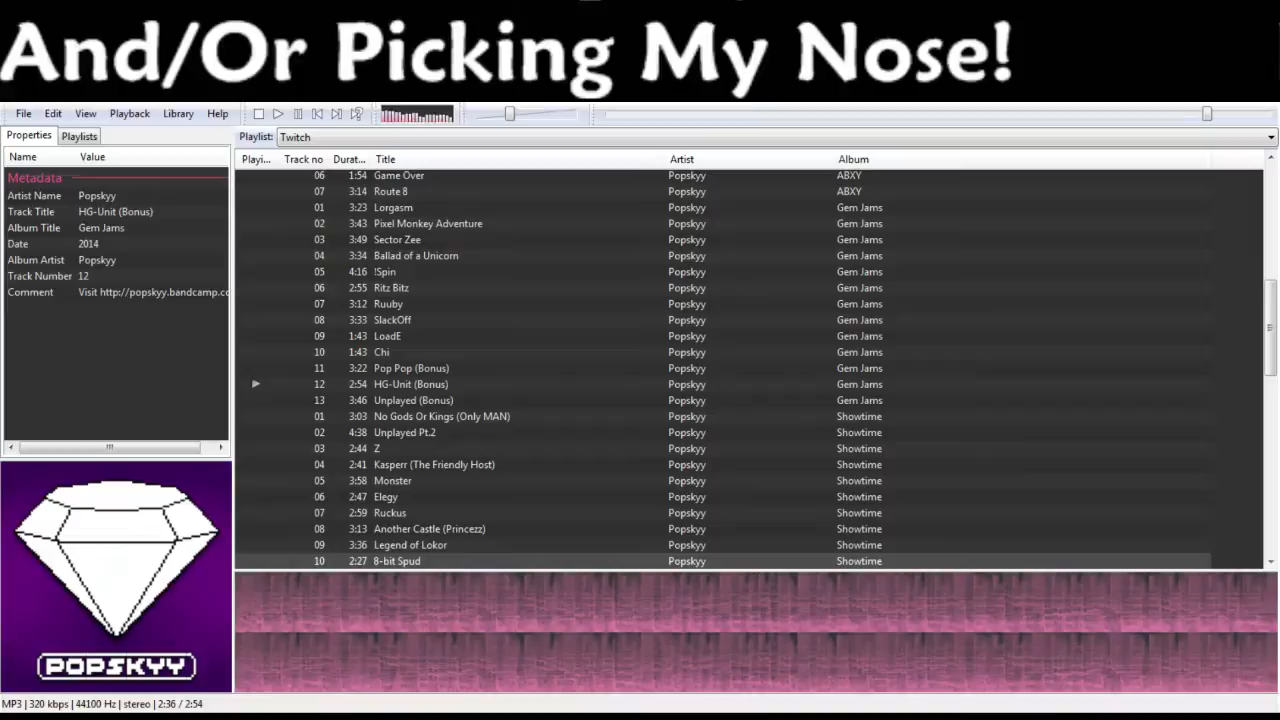 And/Or Picking My Nose!
File Edit View Playback Library Help
Properties Playlists
Playlist: Twitch
Name Value
Metadata
Artist Name Popskyy
Track Title HG-Unit (Bonus)
Album Title Gem Jams
Date 2014
Album Artist Popskyy
Track Number 12
Comment Visit http://popskyy.bandcamp.co
Playi... Track no Durat... Title Artist Album
06 1:54 Game Over Popskyy ABXY
07 3:14 Route 8 Popskyy ABXY
01 3:23 Lorgasm Popskyy Gem Jams
02 3:43 Pixel Monkey Adventure Popskyy Gem Jams
03 3:49 Sector Zee Popskyy Gem Jams
04 3:34 Ballad of a Unicorn Popskyy Gem Jams
05 4:16 !Spin Popskyy Gem Jams
06 2:55 Ritz Bitz Popskyy Gem Jams
07 3:12 Ruuby Popskyy Gem Jams
08 3:33 SlackOff Popskyy Gem Jams
09 1:43 LoadE Popskyy Gem Jams
10 1:43 Chi Popskyy Gem Jams
11 3:22 Pop Pop (Bonus) Popskyy Gem Jams
12 2:54 HG-Unit (Bonus) Popskyy Gem Jams
13 3:46 Unplayed (Bonus) Popskyy Gem Jams
01 3:03 No Gods Or Kings (Only MAN) Popskyy Showtime
02 4:38 Unplayed Pt.2 Popskyy Showtime
03 2:44 Z Popskyy Showtime
04 2:41 Kasperr (The Friendly Host) Popskyy Showtime
05 3:58 Monster Popskyy Showtime
06 2:47 Elegy Popskyy Showtime
07 2:59 Ruckus Popskyy Showtime
08 3:13 Another Castle (Princezz) Popskyy Showtime
09 3:36 Legend of Lokor Popskyy Showtime
10 2:27 8-bit Spud Popskyy Showtime
POPSKYY
MP3 | 320 kbps | 44100 Hz | stereo | 2:36 / 2:54